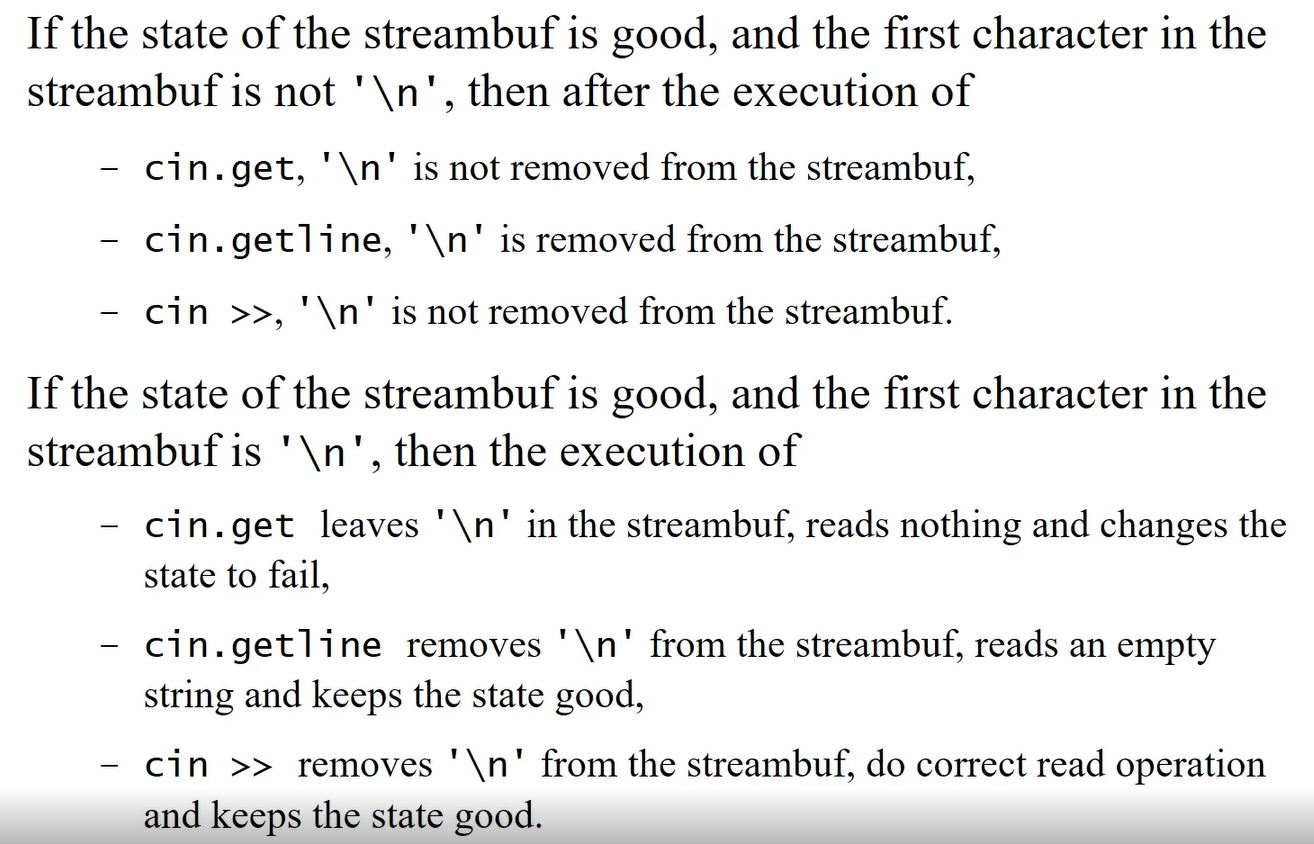 If the state of the streambuf is good, and the first character in the
streambuf is not '\n', then after the execution of
– cin.get, '\n' is not removed from the streambuf,
– cin.getline, '\n' is removed from the streambuf,
– cin >>, '\n' is not removed from the streambuf.
If the state of the streambuf is good, and the first character in the
streambuf is '\n', then the execution of
– cin.get leaves '\n' in the streambuf, reads nothing and changes the
state to fail,
– cin.getline removes '\n' from the streambuf, reads an empty
string and keeps the state good,
– cin >> removes '\n' from the streambuf, do correct read operation
and keeps the state good.